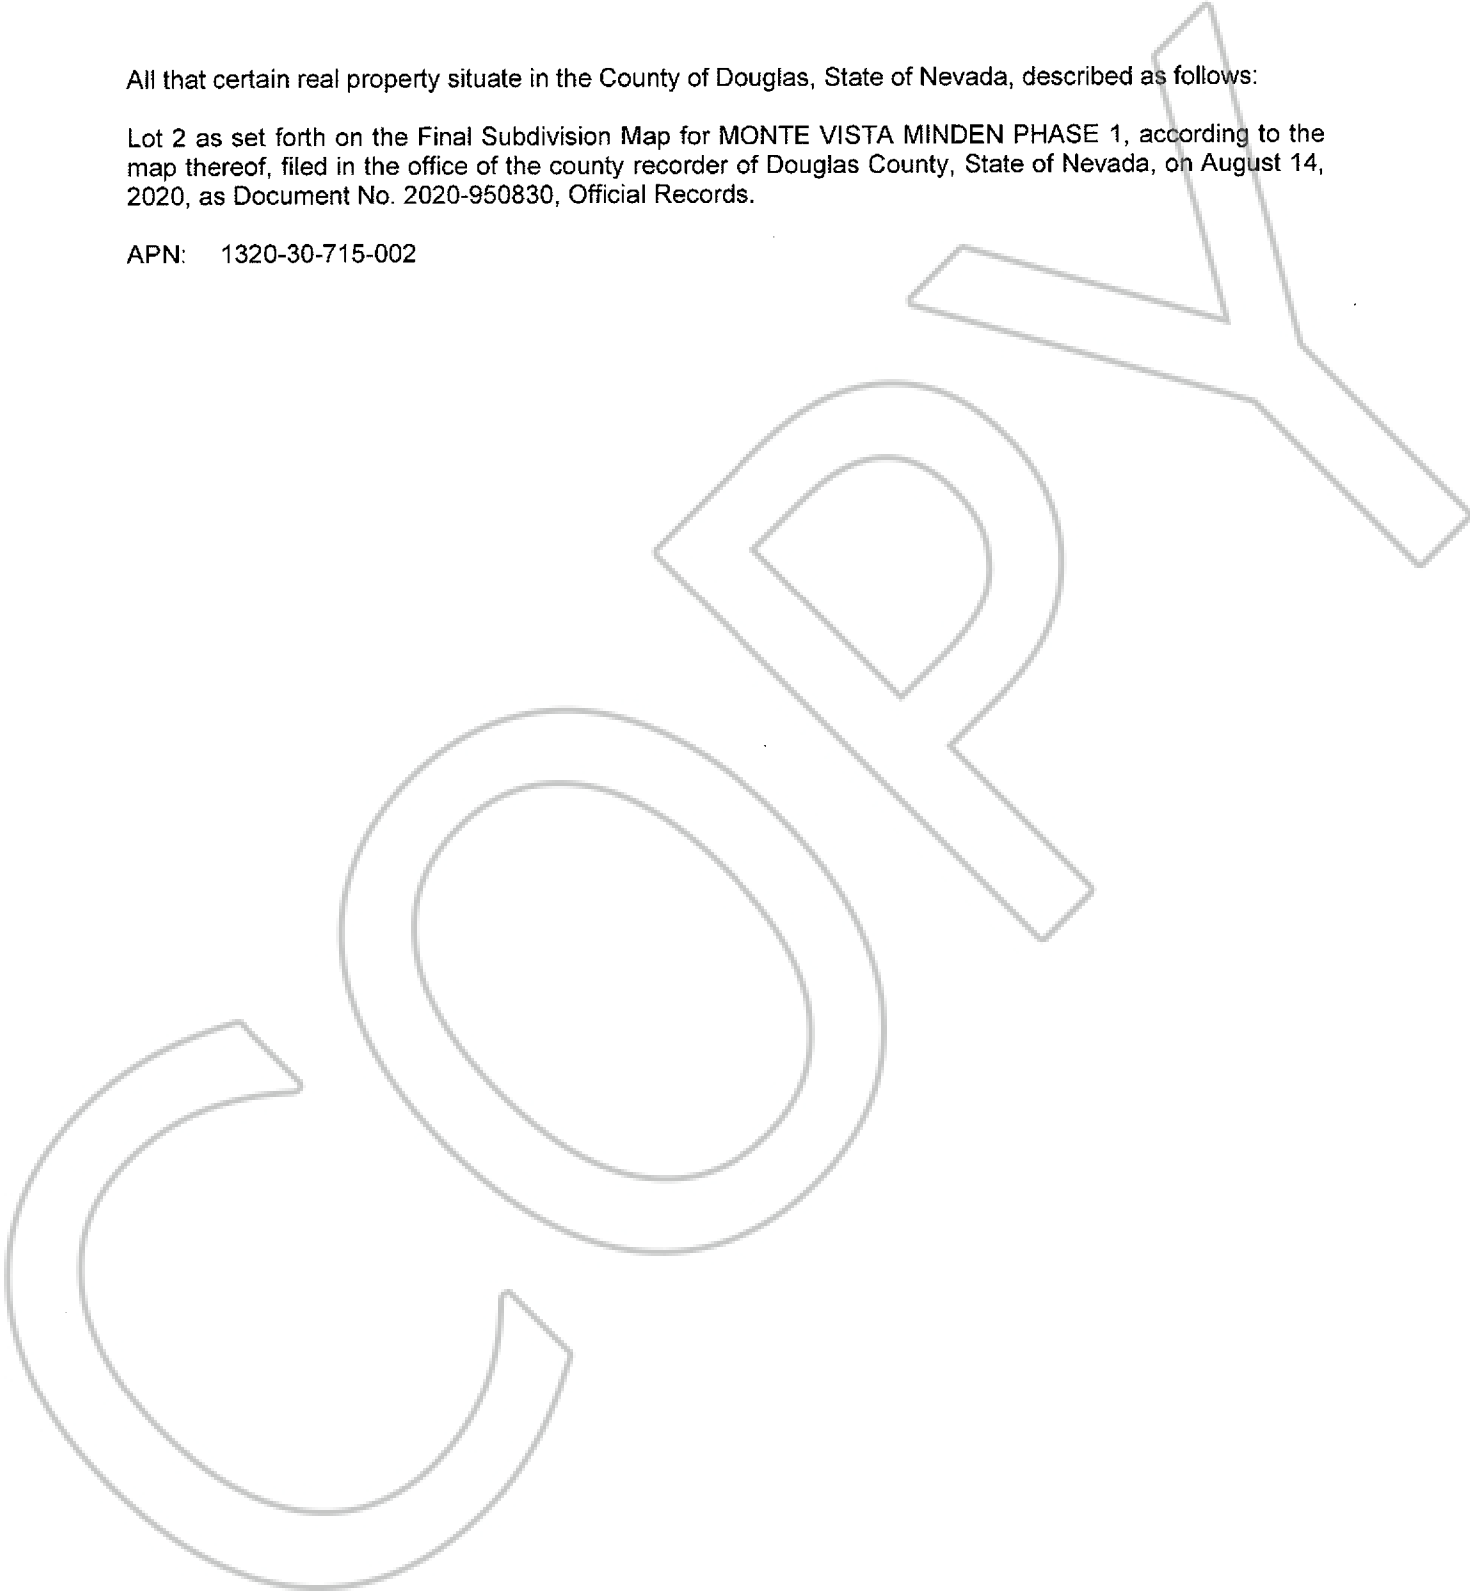 All that certain real property situate in the County of Douglas, State of Nevada, described as follows:
Lot 2 as set forth on the Final Subdivision Map for MONTE VISTA MINDEN PHASE 1, according to the
map thereof, filed in the office of the county recorder of Douglas County, State of Nevada, on August 14,
2020, as Document No. 2020-950830, Official Records.
APN: 1320-30-715-002
COPY